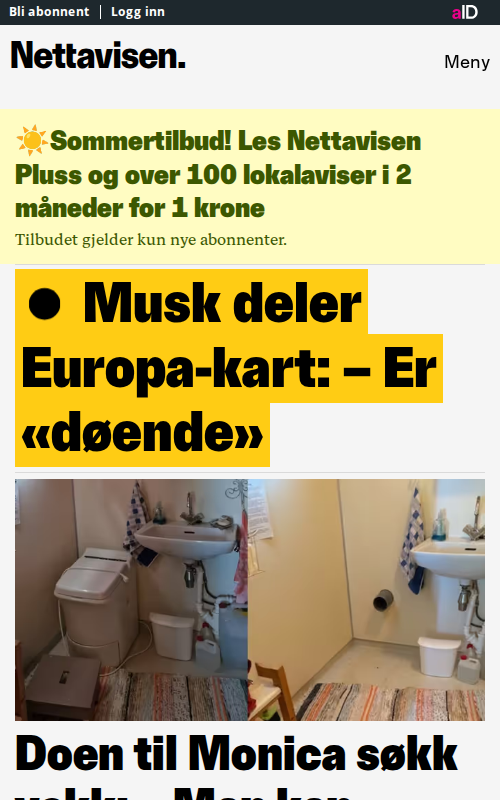 Bli abonnent | Logg inn
aID
Nettavisen.
Meny
☀️Sommertilbud! Les Nettavisen
Pluss og over 100 lokalaviser i 2
måneder for 1 krone
Tilbudet gjelder kun nye abonnenter.
● Musk deler
Europa-kart: – Er
«døende»
Doen til Monica søkk